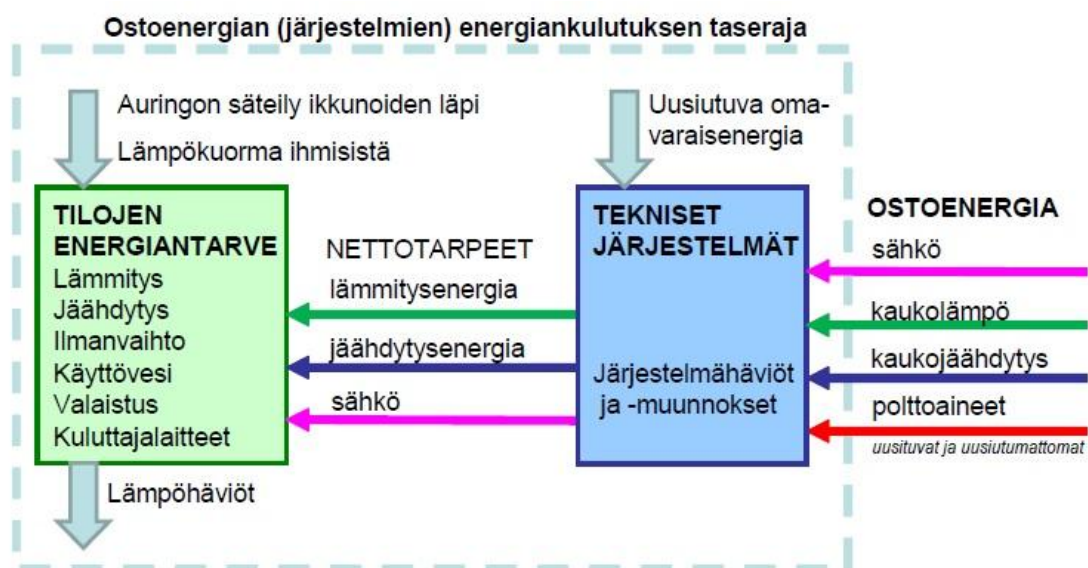 Ostoenergian (järjestelmien) energiankulutuksen taseraja
Auringon säteily ikkunoiden läpi
Lämpökuorma ihmisistä
Uusiutuva oma-
varaisenergia
TILOJEN
ENERGIANTARVE
Lämmitys
Jäähdytys
Ilmanvaihto
Käyttövesi
Valaistus
Kuluttajalaitteet
NETTOTARPEET
lämmitysenergia
jäähdytysenergia
sähkö
TEKNISET
JÄRJESTELMÄT
Järjestelmähäviöt
ja -muunnokset
OSTOENERGIA
sähkö
kaukolämpö
kaukojäähdytys
polttoaineet
uusituvat ja uusiutumattomat
Lämpöhäviöt